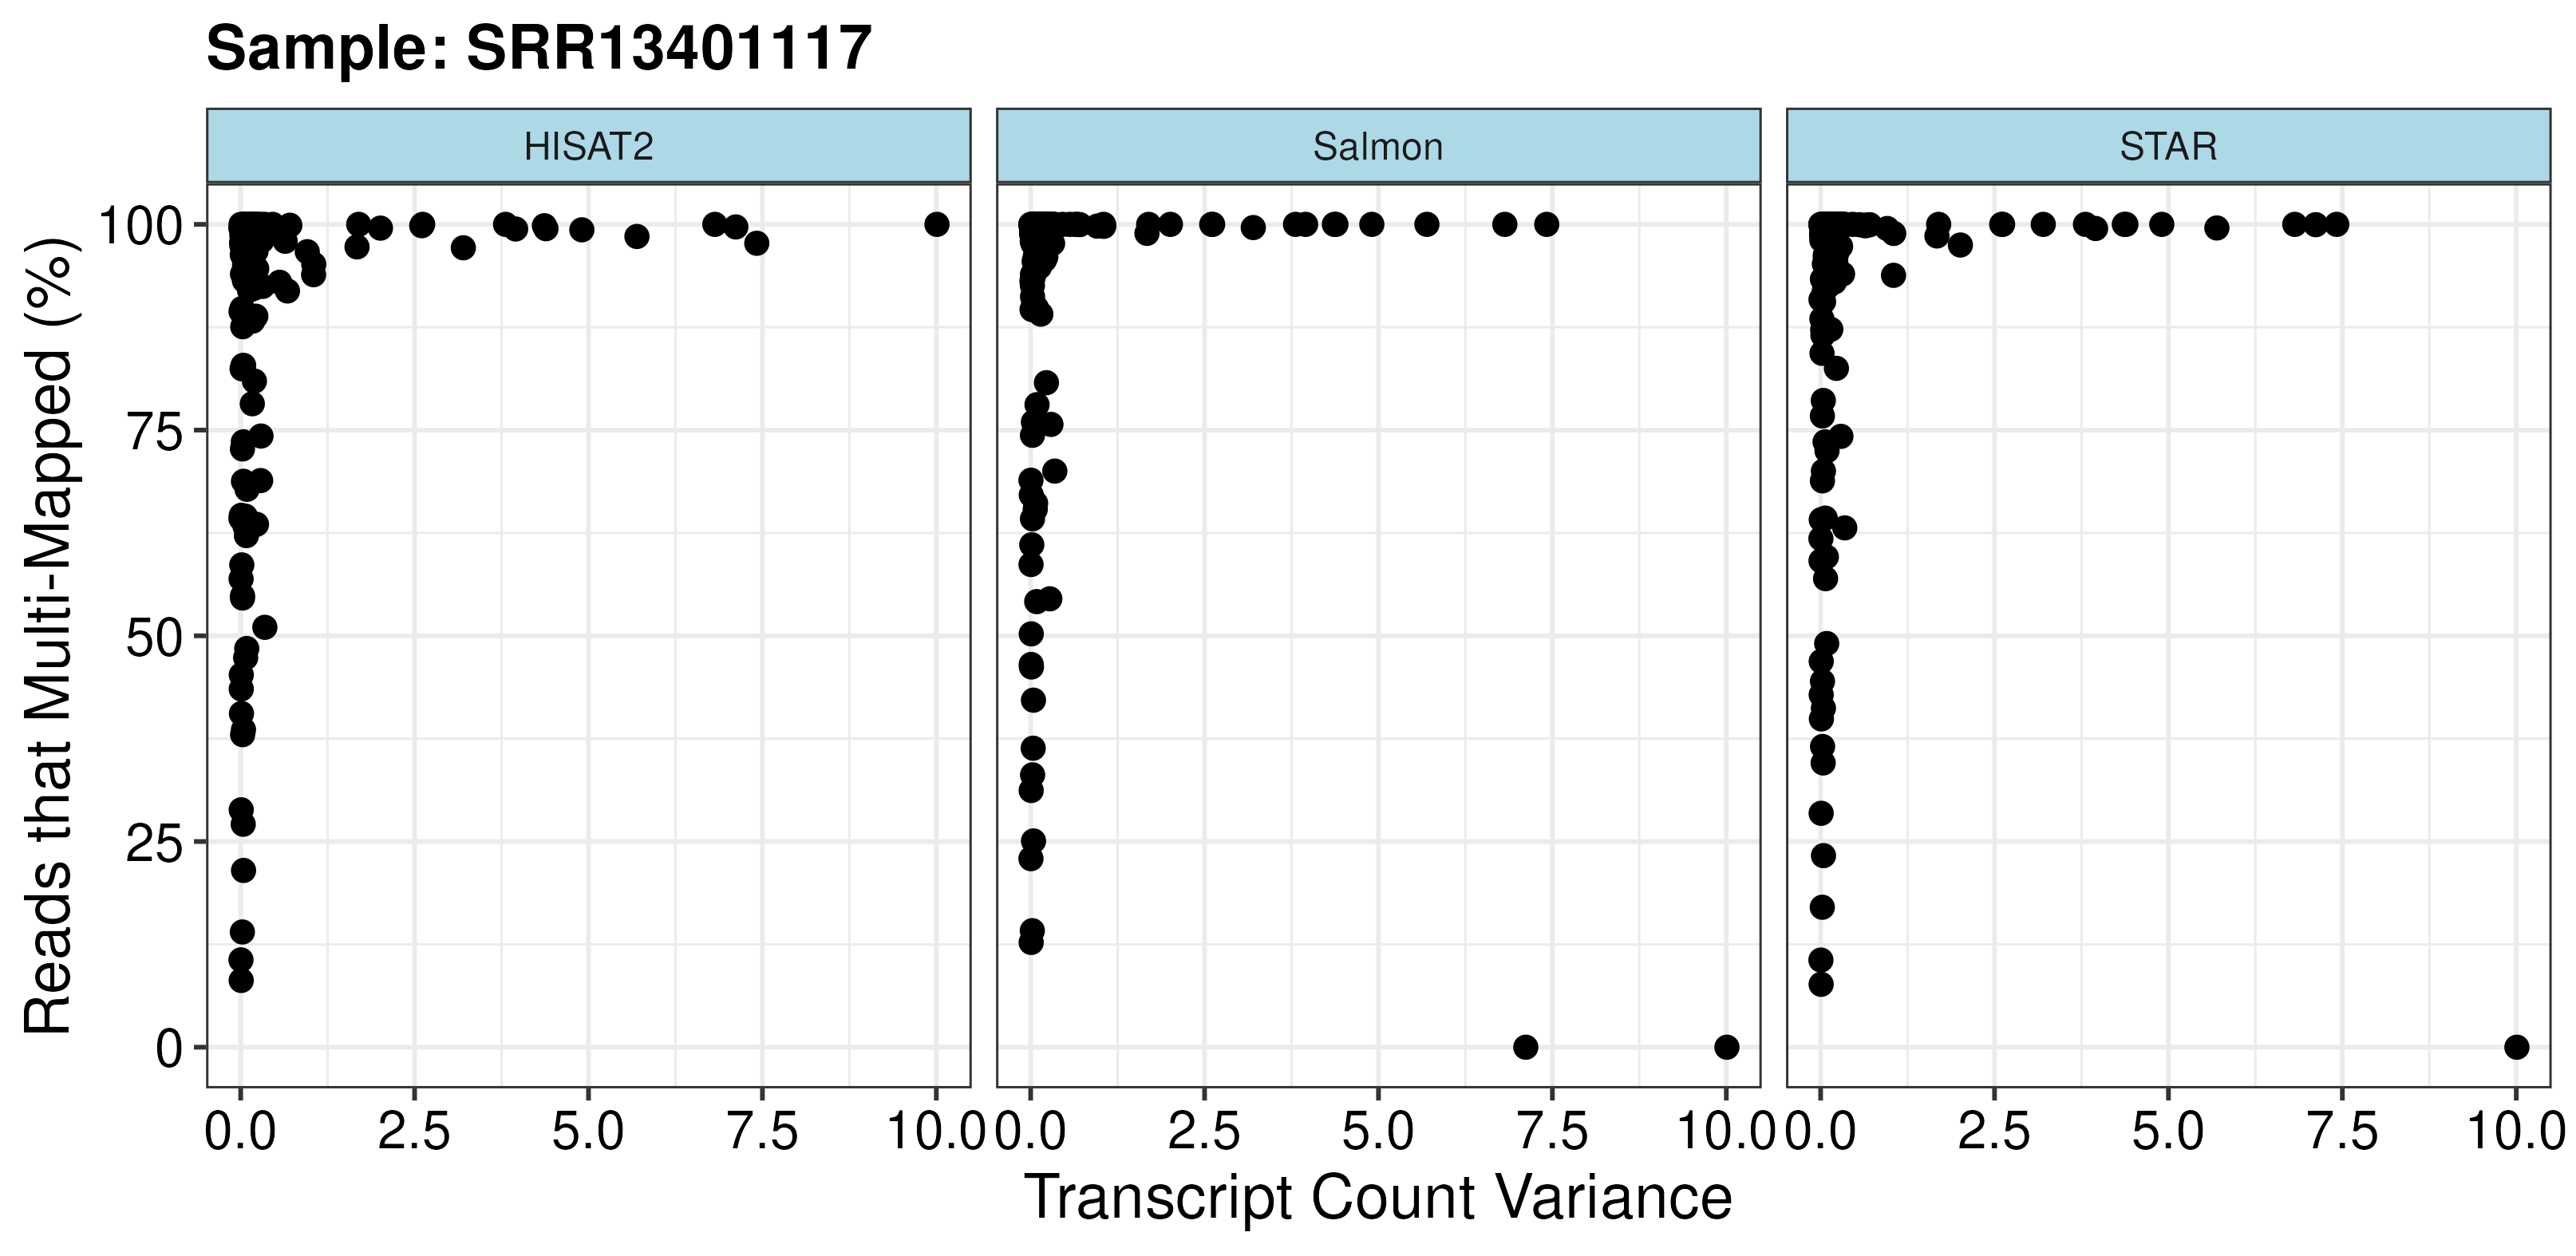 Sample: SRR13401117
HISAT2 Salmon STAR
Reads that Multi-Mapped (%)
100
75
50
25
0
0.0 2.5 5.0 7.5 10.0 0.0 2.5 5.0 7.5 10.0 0.0 2.5 5.0 7.5 10.0
Transcript Count Variance